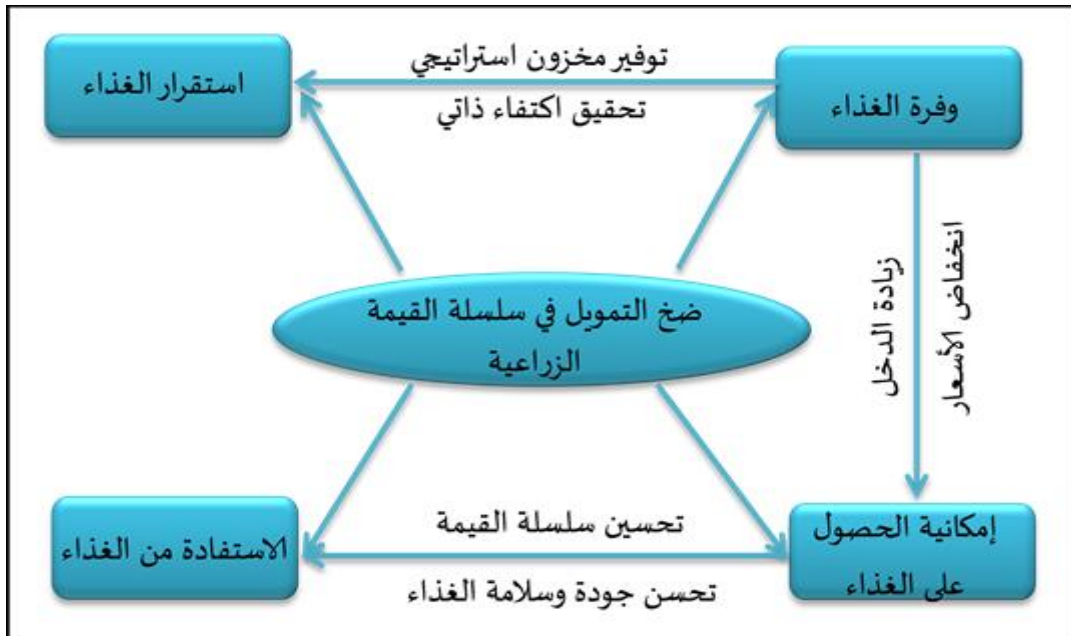 وفرة الغذاء
توفير مخزون استراتيجي
تحقيق اكتفاء ذاتي
استقرار الغذاء
انخفاض الأسعار
زيادة الدخل
ضخ التمويل في سلسلة القيمة
الزراعية
إمكانية الحصول
على الغذاء
تحسين سلسلة القيمة
تحسن جودة وسلامة الغذاء
الاستفادة من الغذاء